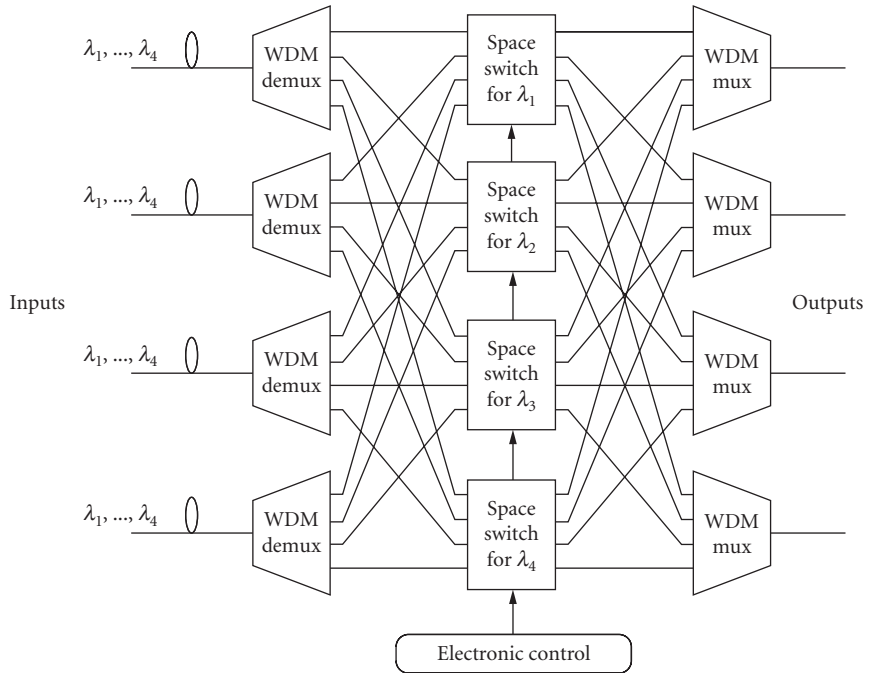 λ₁, ..., λ₄
WDM
demux
Space
switch
for λ₁
WDM
mux
λ₁, ..., λ₄
WDM
demux
Space
switch
for λ₂
WDM
mux
Inputs
Outputs
λ₁, ..., λ₄
WDM
demux
Space
switch
for λ₃
WDM
mux
λ₁, ..., λ₄
WDM
demux
Space
switch
for λ₄
WDM
mux
Electronic control